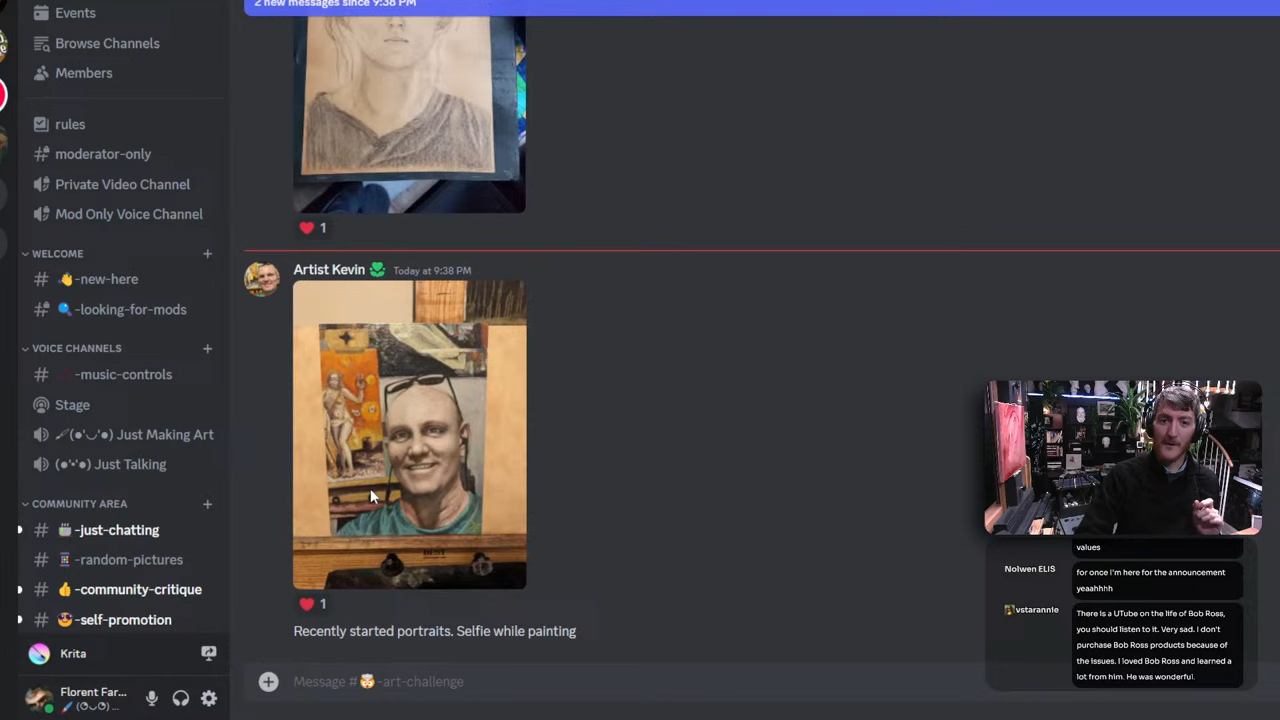 2 new messages since 9:38 PM
Events
Browse Channels
Members
rules
moderator-only
Private Video Channel
Mod Only Voice Channel
WELCOME
-new-here
-looking-for-mods
VOICE CHANNELS
-music-controls
Stage
Just Making Art
Just Talking
COMMUNITY AREA
-just-chatting
-random-pictures
-community-critique
-self-promotion
Krita
Florent Far...
1
Artist Kevin Today at 9:38 PM
BEST
1
Recently started portraits. Selfie while painting
Message # -art-challenge
values
Nolwen ELIS
for once I'm here for the announcement
yeaahhhh
vstarannie
There is a UTube on the life of Bob Ross,
you should listen to it. Very sad. I don't
purchase Bob Ross products because of
the issues. I loved Bob Ross and learned a
lot from him. He was wonderful.